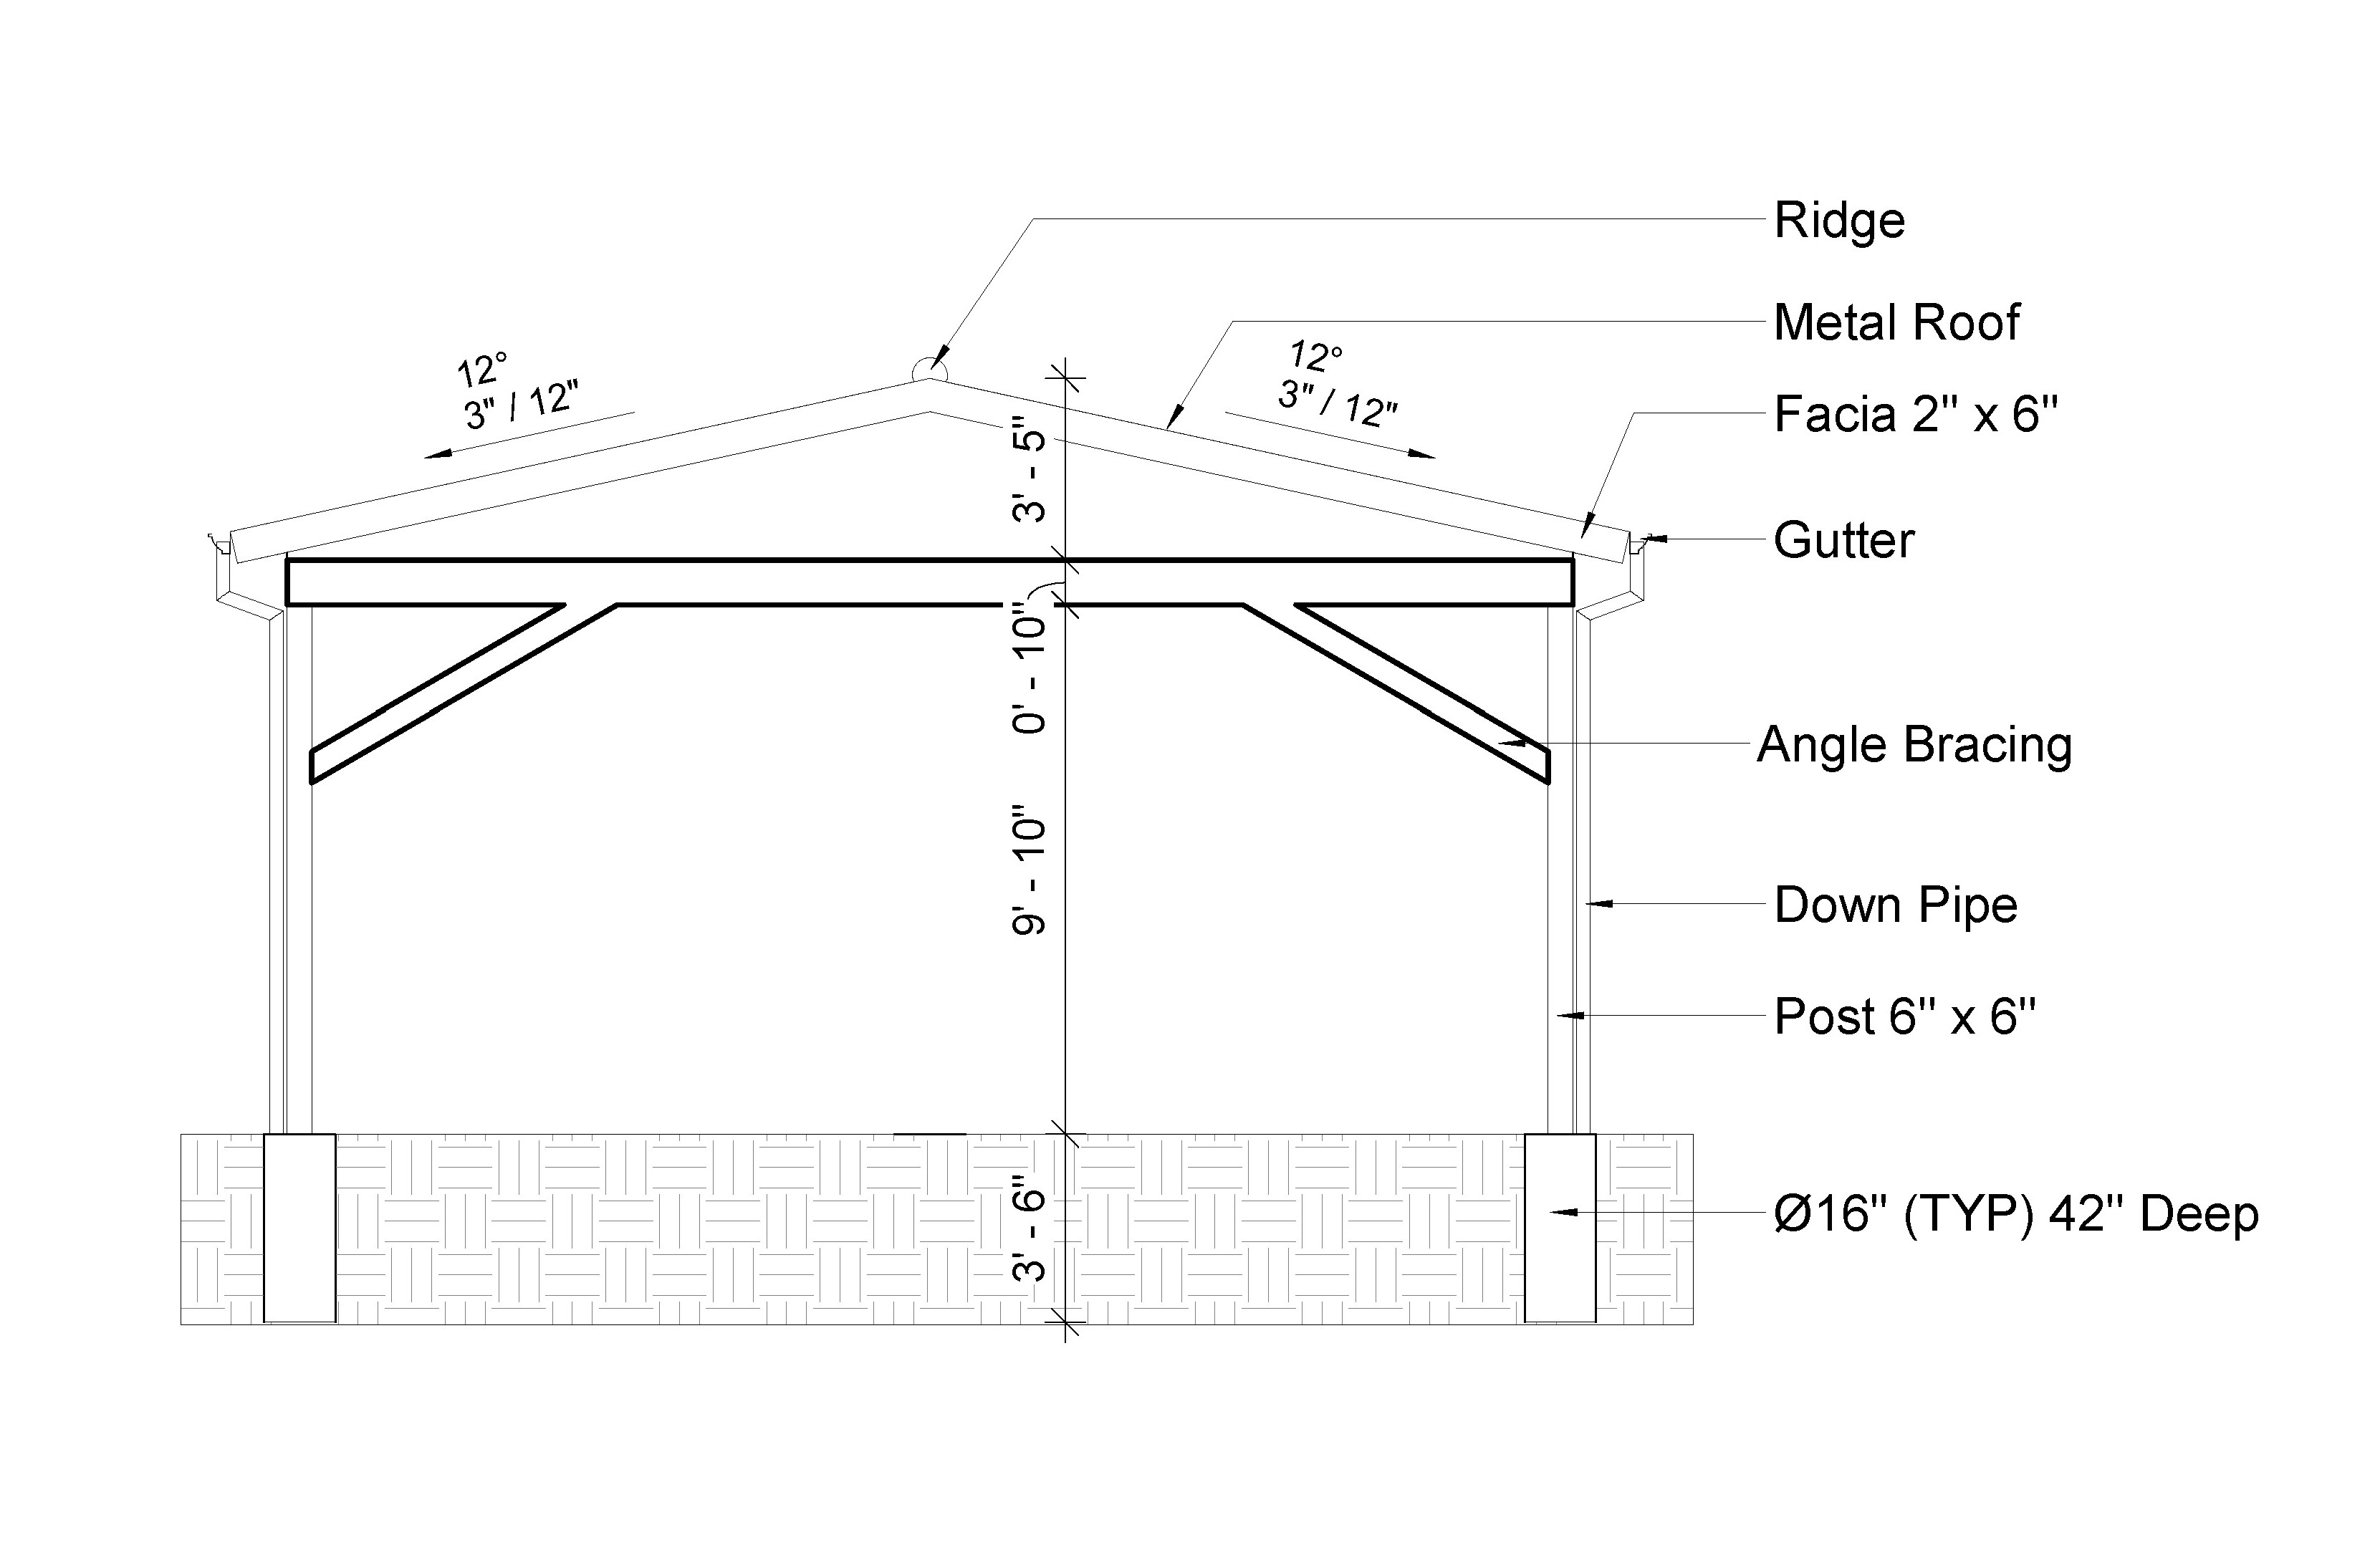 Ridge
Metal Roof
12°
3" / 12"
12°
3" / 12"
Facia 2" x 6"
3' - 5"
Gutter
0' - 10"
Angle Bracing
9' - 10"
Down Pipe
Post 6" x 6"
3' - 6"
Ø16" (TYP) 42" Deep